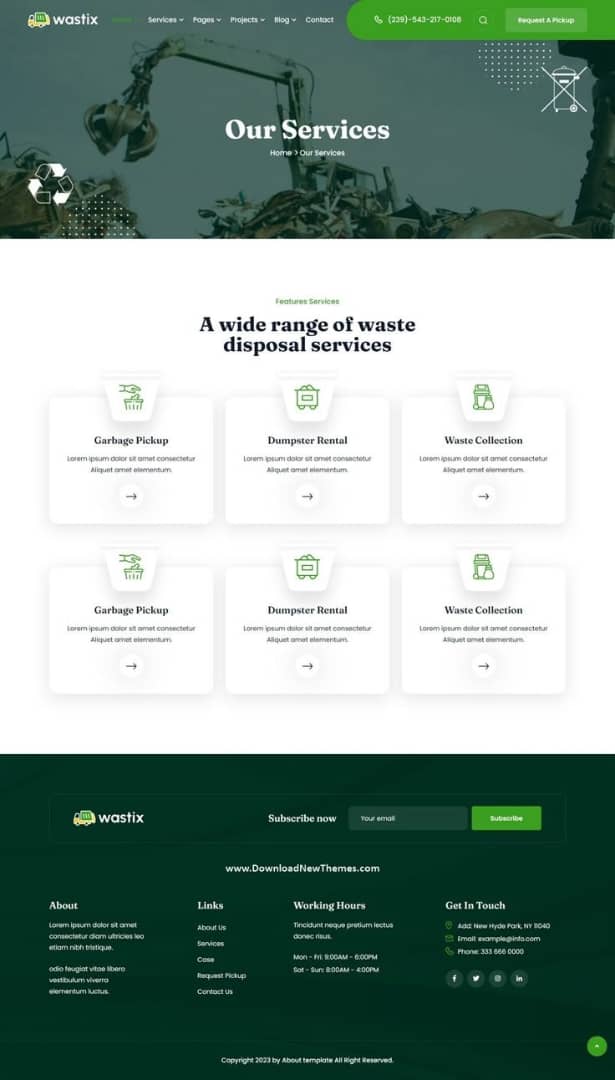 wastix
Home
Services
Pages
Projects
Blog
Contact
(239)-543-217-0108
Request A Pickup
Our Services
Home > Our Services
Features Services
A wide range of waste
disposal services
Garbage Pickup
Lorem ipsum dolor sit amet consectetur
Aliquet amet elementum.
Dumpster Rental
Lorem ipsum dolor sit amet consectetur
Aliquet amet elementum.
Waste Collection
Lorem ipsum dolor sit amet consectetur
Aliquet amet elementum.
Garbage Pickup
Lorem ipsum dolor sit amet consectetur
Aliquet amet elementum.
Dumpster Rental
Lorem ipsum dolor sit amet consectetur
Aliquet amet elementum.
Waste Collection
Lorem ipsum dolor sit amet consectetur
Aliquet amet elementum.
wastix
Subscribe now
Your email
Subscribe
www.DownloadNewThemes.com
About
Lorem ipsum dolor sit amet
consectetur diam ultricies leo
etiam nibh tristique.
odio feugiat vitae libero
vestibulum viverra
elementum luctus.
Links
About Us
Services
Case
Request Pickup
Contact Us
Working Hours
Tincidunt neque pretium lectus
donec risus.
Mon - Fri: 9:00AM - 6:00PM
Sat - Sun: 8:00AM - 4:00PM
Get In Touch
Add: New Hyde Park, NY 11040
Email: example@info.com
Phone: 333 666 0000
Copyright 2023 by About template All Right Reserved.